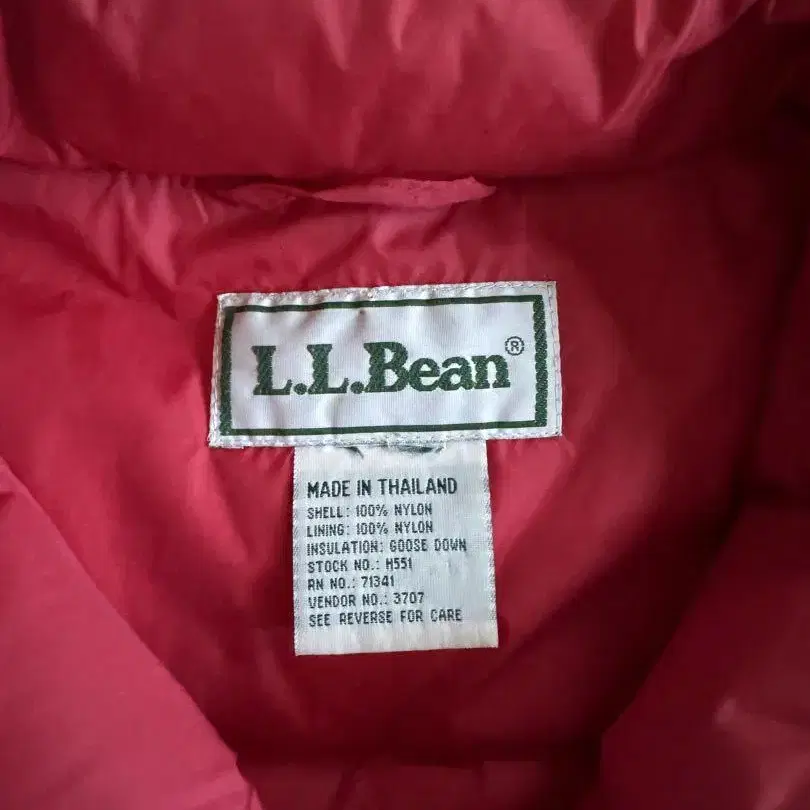 L.L.Bean®
MADE IN THAILAND
SHELL: 100% NYLON
LINING: 100% NYLON
INSULATION: GOOSE DOWN
STOCK NO.: H551
RN NO.: 71341
VENDOR NO.: 3707
SEE REVERSE FOR CARE